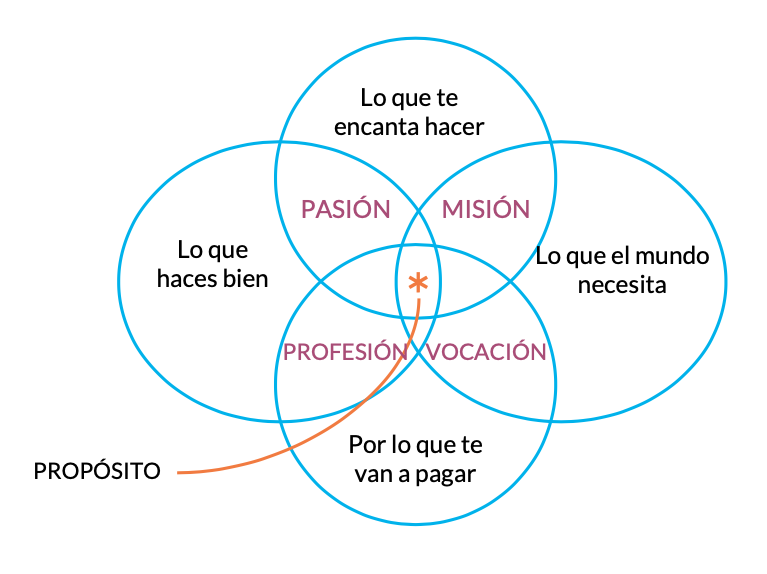 Lo que te
encanta hacer
PASIÓN
MISIÓN
Lo que
haces bien
Lo que el mundo
necesita
*
PROFESIÓN
VOCACIÓN
Por lo que te
van a pagar
PROPÓSITO